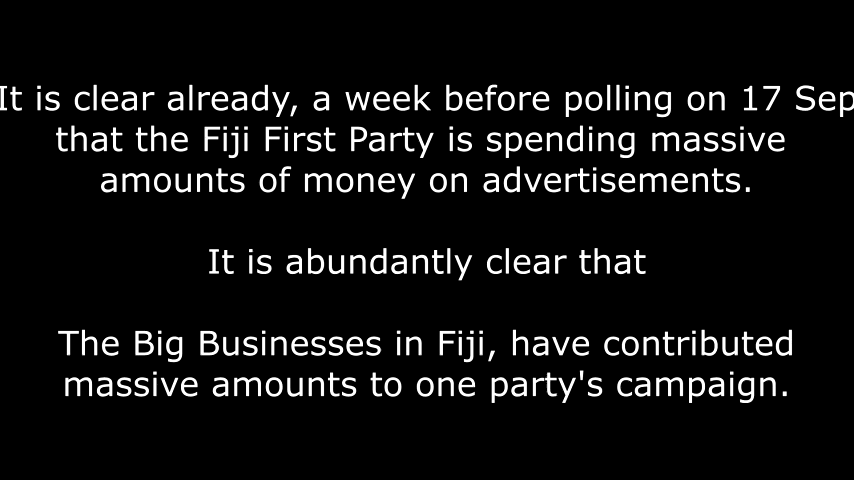 It is clear already, a week before polling on 17 Sep
that the Fiji First Party is spending massive
amounts of money on advertisements.
It is abundantly clear that
The Big Businesses in Fiji, have contributed
massive amounts to one party's campaign.